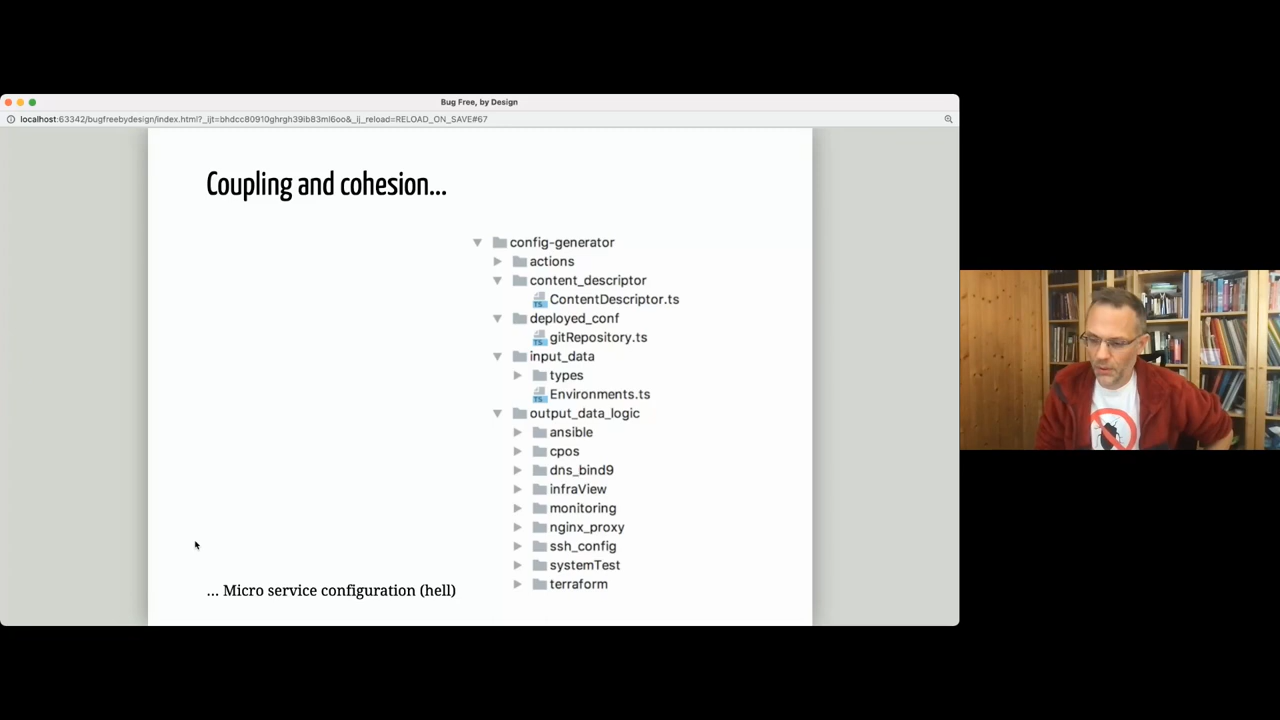 Bug Free, by Design
localhost:63342/bugfreebydesign/index.html?_ijt=bhdcc80910ghrgh39ib83ml6oo&_ij_reload=RELOAD_ON_SAVE#67
Coupling and cohesion...
config-generator
actions
content_descriptor
ContentDescriptor.ts
deployed_conf
gitRepository.ts
input_data
types
Environments.ts
output_data_logic
ansible
cpos
dns_bind9
infraView
monitoring
nginx_proxy
ssh_config
systemTest
terraform
... Micro service configuration (hell)